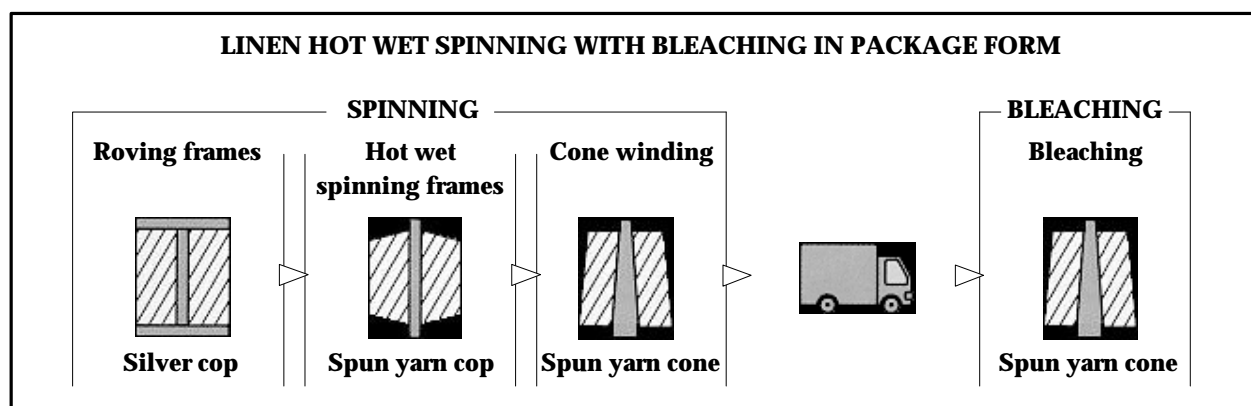 LINEN HOT WET SPINNING WITH BLEACHING IN PACKAGE FORM
SPINNING
BLEACHING
Roving frames
Hot wet
spinning frames
Cone winding
Bleaching
Silver cop
Spun yarn cop
Spun yarn cone
Spun yarn cone